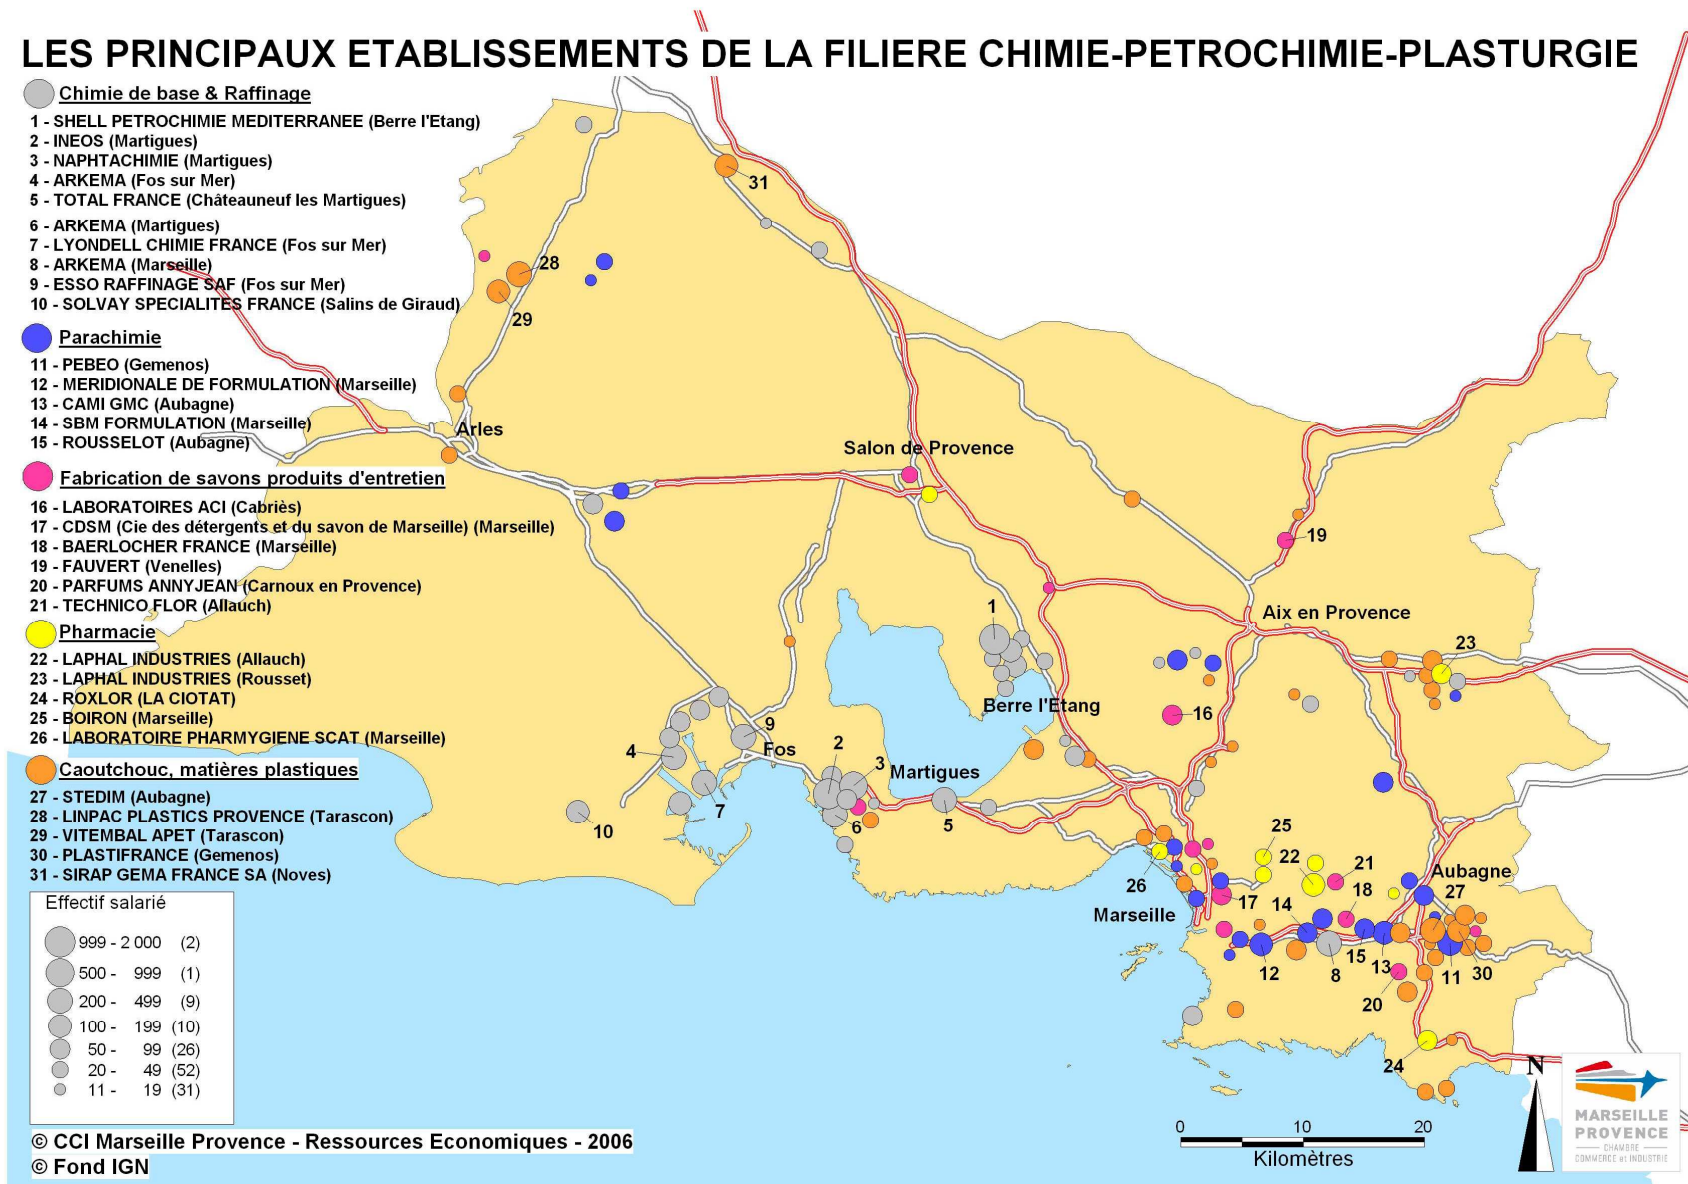 LES PRINCIPAUX ETABLISSEMENTS DE LA FILIERE CHIMIE-PETROCHIMIE-PLASTURGIE
Chimie de base & Raffinage
1 - SHELL PETROCHIMIE MEDITERRANEE (Berre l'Etang)
2 - INEOS (Martigues)
3 - NAPHTACHIMIE (Martigues)
4 - ARKEMA (Fos sur Mer)
5 - TOTAL FRANCE (Châteauneuf les Martigues)
6 - ARKEMA (Martigues)
7 - LYONDELL CHIMIE FRANCE (Fos sur Mer)
8 - ARKEMA (Marseille)
9 - ESSO RAFFINAGE SAF (Fos sur Mer)
10 - SOLVAY SPECIALITES FRANCE (Salins de Giraud)
Parachimie
11 - PEBEO (Gemenos)
12 - MERIDIONALE DE FORMULATION (Marseille)
13 - CAMI GMC (Aubagne)
14 - SBM FORMULATION (Marseille)
15 - ROUSSELOT (Aubagne)
Fabrication de savons produits d'entretien
16 - LABORATOIRES ACI (Cabriès)
17 - CDSM (Cie des détergents et du savon de Marseille) (Marseille)
18 - BAERLOCHER FRANCE (Marseille)
19 - FAUVERT (Venelles)
20 - PARFUMS ANNYJEAN (Carnoux en Provence)
21 - TECHNICO FLOR (Allauch)
Pharmacie
22 - LAPHAL INDUSTRIES (Allauch)
23 - LAPHAL INDUSTRIES (Rousset)
24 - ROXLOR (LA CIOTAT)
25 - BOIRON (Marseille)
26 - LABORATOIRE PHARMYGIENE SCAT (Marseille)
Caoutchouc, matières plastiques
27 - STEDIM (Aubagne)
28 - LINPAC PLASTICS PROVENCE (Tarascon)
29 - VITEMBAL APET (Tarascon)
30 - PLASTIFRANCE (Gemenos)
31 - SIRAP GEMA FRANCE SA (Noves)
Effectif salarié
999 - 2 000 (2)
500 - 999 (1)
200 - 499 (9)
100 - 199 (10)
50 - 99 (26)
20 - 49 (52)
11 - 19 (31)
© CCI Marseille Provence - Ressources Economiques - 2006
© Fond IGN
31
28
29
Arles
Salon de Provence
19
1
Aix en Provence
23
Berre l'Etang
16
9
4
Fos
2
3
Martigues
7
10
6
5
25
22
21
26
18
Aubagne
27
17
14
Marseille
12
8
15
13
11
30
20
24
N
0 10 20
Kilomètres
MARSEILLE
PROVENCE
CHAMBRE
COMMERCE et INDUSTRIE